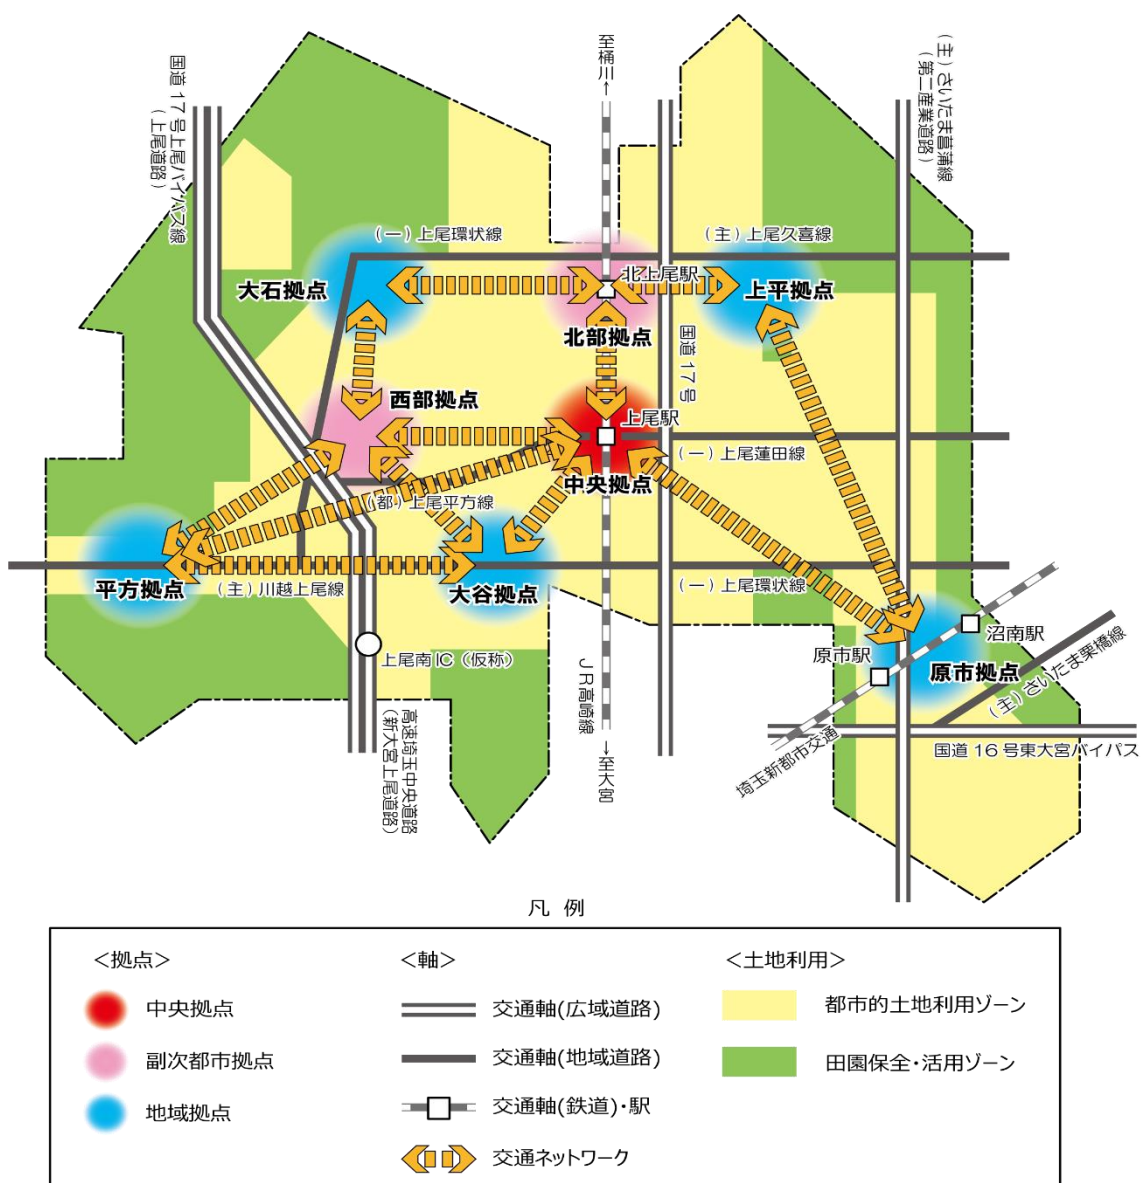 至桶川→
(主)さいたま菖蒲線
(第二産業道路)
国道17号上尾バイパス線
(上尾道路)
(一)上尾環状線
(主)上尾久喜線
大石拠点
北上尾駅
上平拠点
北部拠点
国道17号
西部拠点
上尾駅
(一)上尾蓮田線
中央拠点
(都)上尾平方線
平方拠点
(主)川越上尾線
大谷拠点
(一)上尾環状線
沼南駅
原市駅
原市拠点
上尾南IC(仮称)
(主)さいたま栗橋線
JR高崎線
高速埼玉中央道路
(新大宮上尾道路)
←至大宮
埼玉新都市交通
国道16号東大宮バイパス
凡 例
<拠点>
<軸>
<土地利用>
中央拠点
交通軸(広域道路)
都市的土地利用ゾーン
副次都市拠点
交通軸(地域道路)
田園保全・活用ゾーン
地域拠点
交通軸(鉄道)・駅
交通ネットワーク